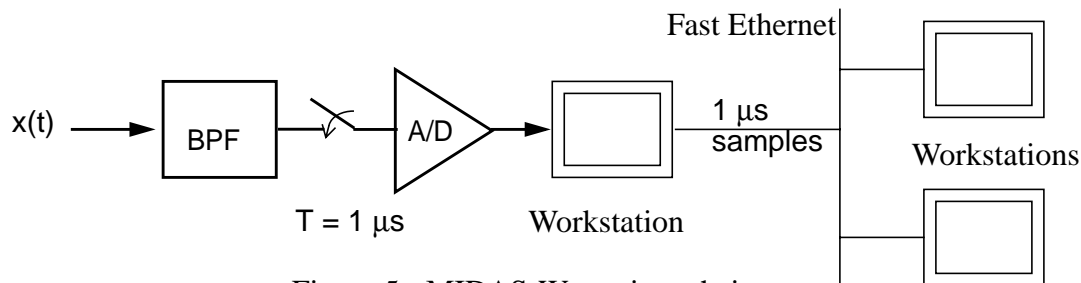 Fast Ethernet
x(t)
BPF
A/D
1 μs
samples
Workstations
T = 1 μs
Workstation